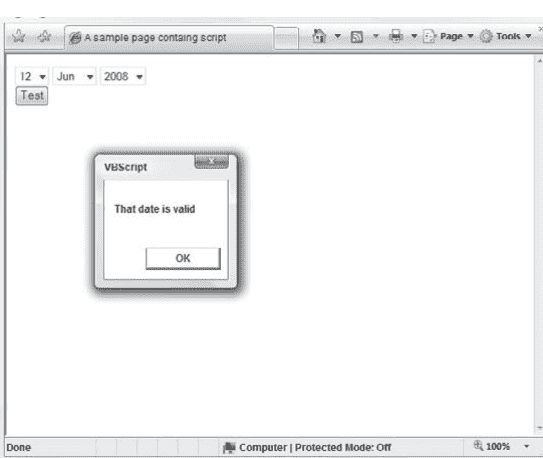 A sample page containg script
Page
Tools
12 Jun 2008
Test
VBScript
That date is valid
OK
Done
Computer | Protected Mode: Off
100%